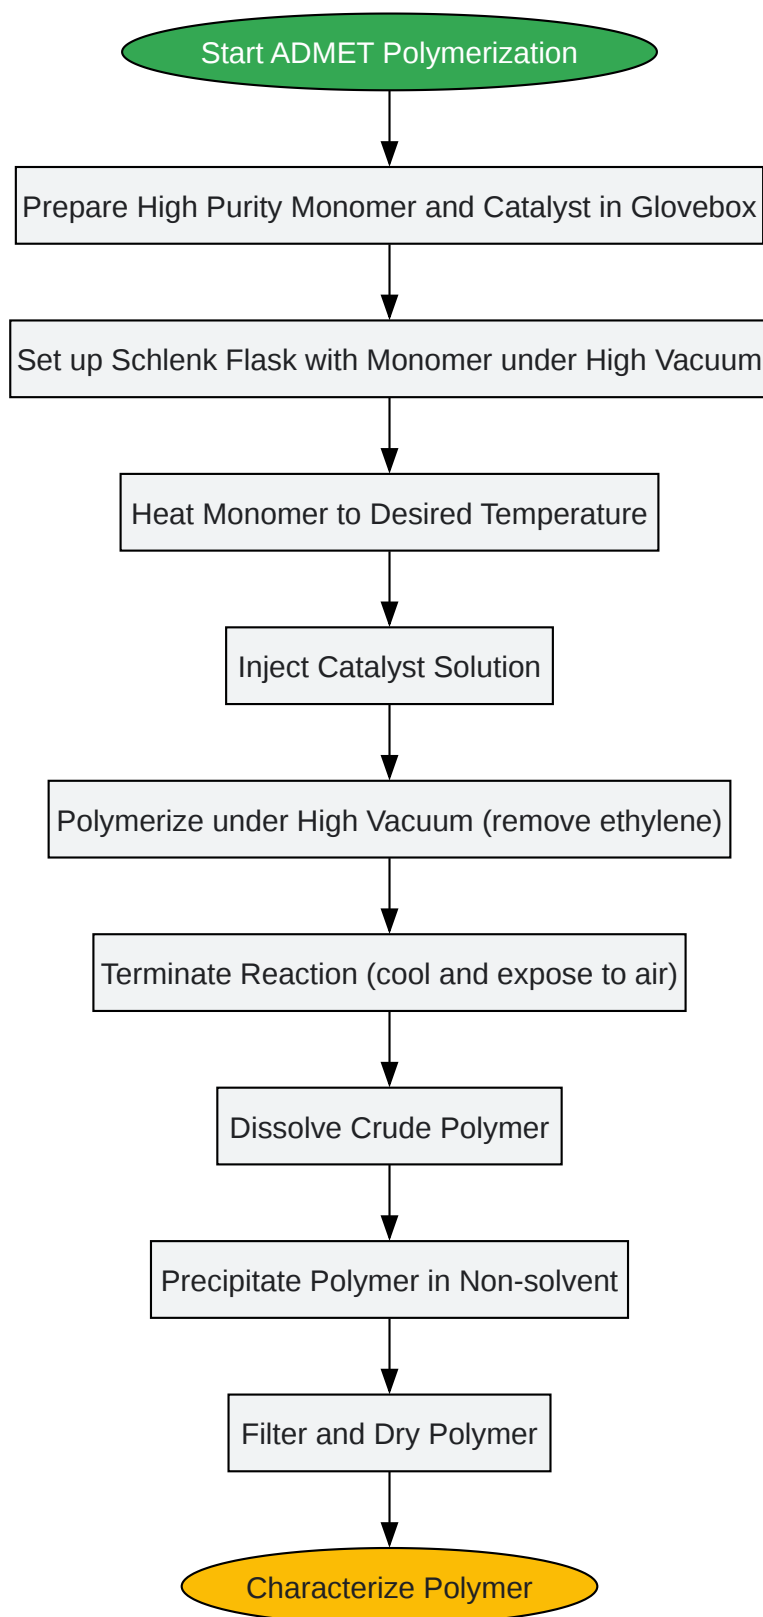 Start ADMET Polymerization
Prepare High Purity Monomer and Catalyst in Glovebox
Set up Schlenk Flask with Monomer under High Vacuum
Heat Monomer to Desired Temperature
Inject Catalyst Solution
Polymerize under High Vacuum (remove ethylene)
Terminate Reaction (cool and expose to air)
Dissolve Crude Polymer
Precipitate Polymer in Non-solvent
Filter and Dry Polymer
Characterize Polymer